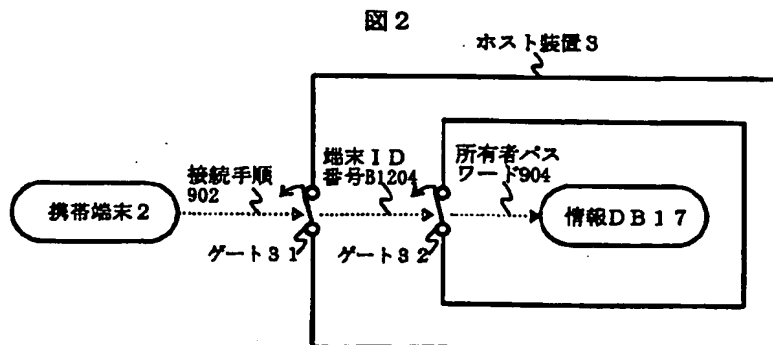 図2
ホスト装置3
接続手順
902
端末ID
番号B1204
所有者パス
ワード904
携帯端末2
情報DB17
ゲート31
ゲート32